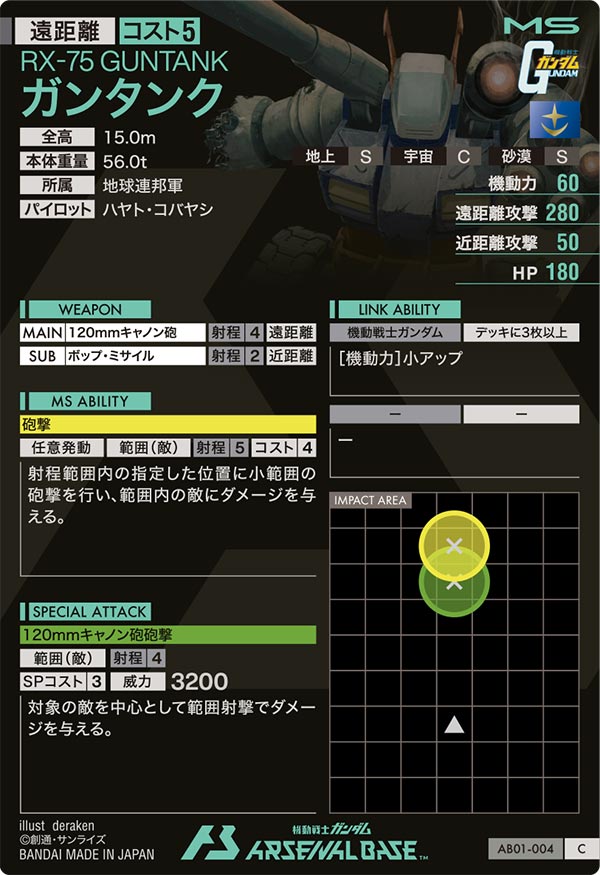 遠距離 コスト5
MS
RX-75 GUNTANK
ガンタンク
機動戦士
ガンダム
GUNDAM
全高 15.0m
本体重量 56.0t
所属 地球連邦軍
パイロット ハヤト・コバヤシ
地上 S 宇宙 C 砂漠 S
機動力 60
遠距離攻撃 280
近距離攻撃 50
HP 180
WEAPON
MAIN 120mmキャノン砲 射程 4 遠距離
SUB ポップ・ミサイル 射程 2 近距離
LINK ABILITY
機動戦士ガンダム デッキに3枚以上
[機動力]小アップ
— —
—
MS ABILITY
砲撃
任意発動 範囲(敵) 射程 5 コスト 4
射程範囲内の指定した位置に小範囲の
砲撃を行い、範囲内の敵にダメージを与
える。
IMPACT AREA
SPECIAL ATTACK
120mmキャノン砲砲撃
範囲(敵) 射程 4
SPコスト 3 威力 3200
対象の敵を中心として範囲射撃でダメー
ジを与える。
illust deraken
©創通・サンライズ
BANDAI MADE IN JAPAN
機動戦士ガンダム
ARSENAL BASE™
AB01-004 C